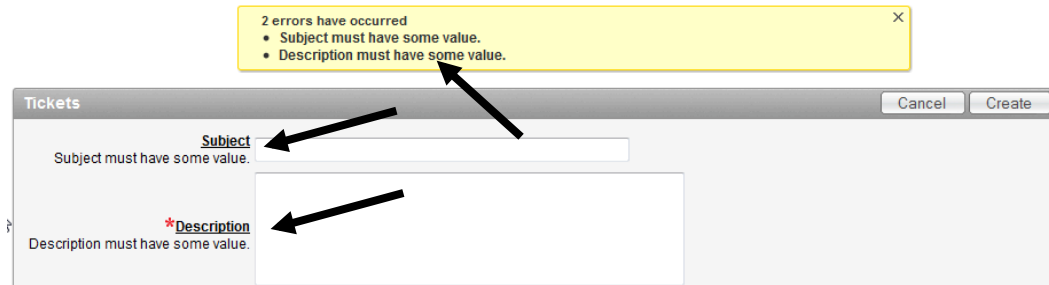 2 errors have occurred
• Subject must have some value.
• Description must have some value.
Tickets
Cancel
Create
Subject
Subject must have some value.
*Description
Description must have some value.